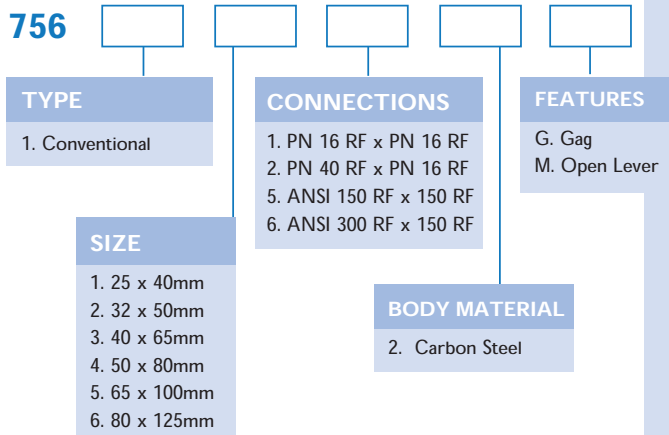 756
TYPE
1. Conventional
SIZE
1. 25 x 40mm
2. 32 x 50mm
3. 40 x 65mm
4. 50 x 80mm
5. 65 x 100mm
6. 80 x 125mm
CONNECTIONS
1. PN 16 RF x PN 16 RF
2. PN 40 RF x PN 16 RF
5. ANSI 150 RF x 150 RF
6. ANSI 300 RF x 150 RF
BODY MATERIAL
2. Carbon Steel
FEATURES
G. Gag
M. Open Lever